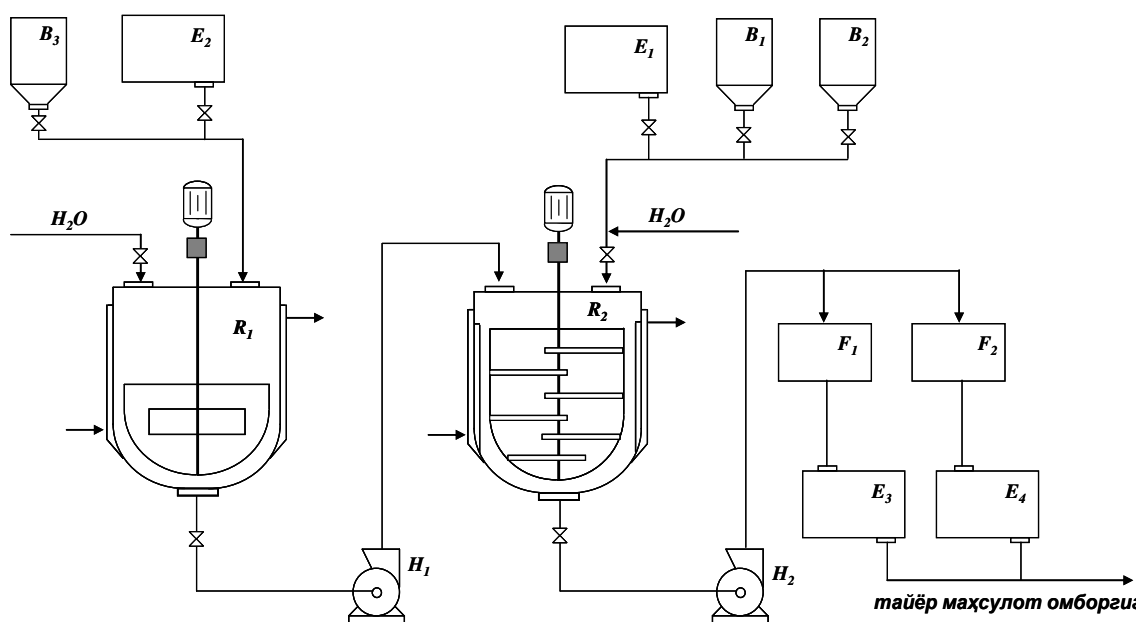 B₃
E₂
E₁
B₁
B₂
H₂O
H₂O
R₁
R₂
F₁
F₂
E₃
E₄
H₁
H₂
тайёр маҳсулот омборига